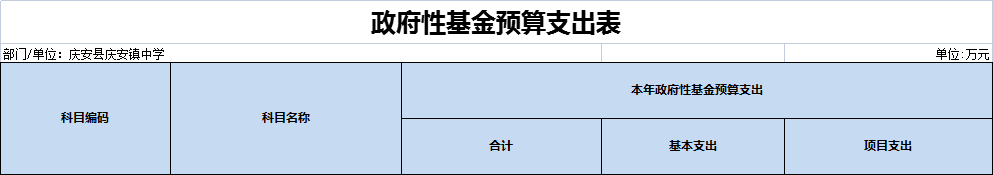 政府性基金预算支出表
部门/单位：庆安县庆安镇中学 单位:万元
科目编码 科目名称 本年政府性基金预算支出
合计 基本支出 项目支出